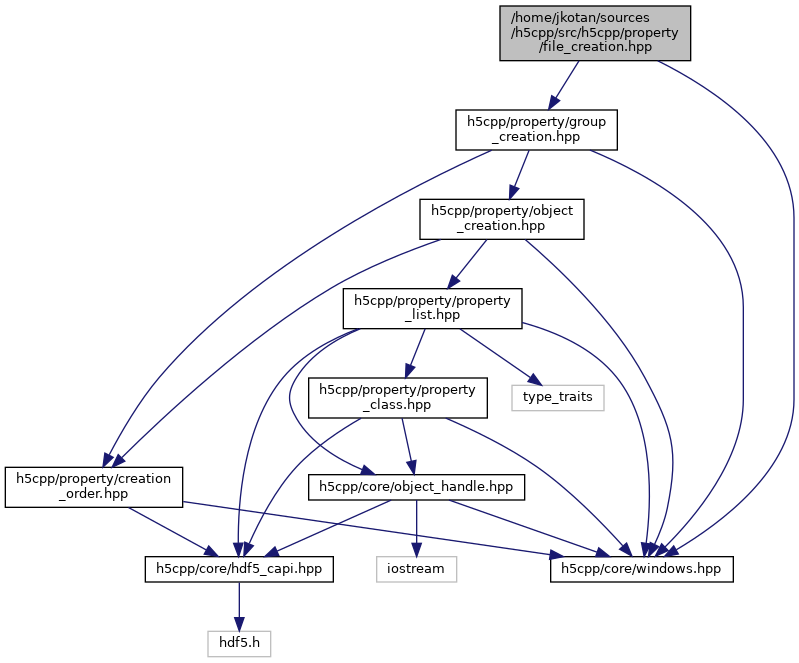 /home/jkotan/sources
/h5cpp/src/h5cpp/property
/file_creation.hpp
h5cpp/property/group
_creation.hpp
h5cpp/property/object
_creation.hpp
h5cpp/property/property
_list.hpp
h5cpp/property/property
_class.hpp
type_traits
h5cpp/property/creation
_order.hpp
h5cpp/core/object_handle.hpp
h5cpp/core/hdf5_capi.hpp
iostream
h5cpp/core/windows.hpp
hdf5.h